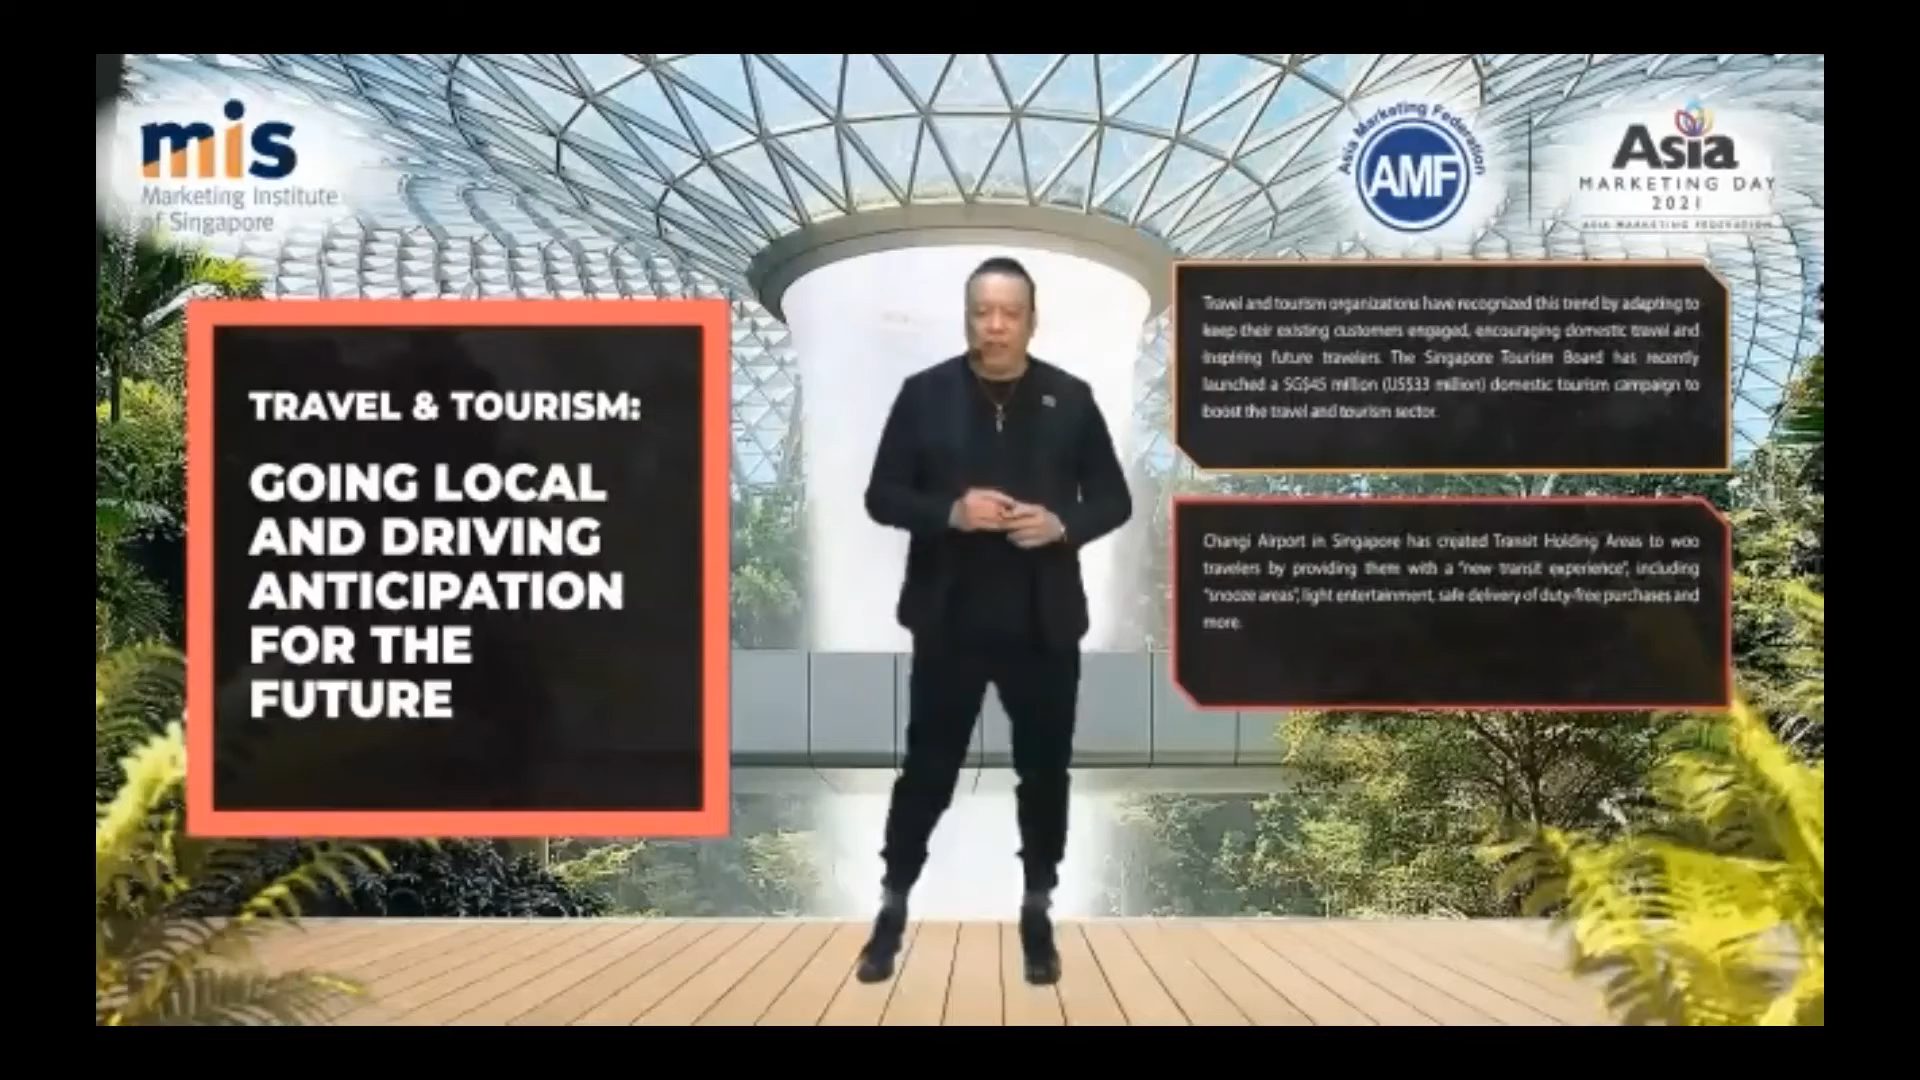 mis
Marketing Institute
of Singapore
Asia Marketing Federation
AMF
Asia
MARKETING DAY
2021
ASIA MARKETING FEDERATION
TRAVEL & TOURISM:
GOING LOCAL
AND DRIVING
ANTICIPATION
FOR THE
FUTURE
Travel and tourism organizations have recognized this trend by adapting to
keep their existing customers engaged, encouraging domestic travel and
inspiring future travelers. The Singapore Tourism Board has recently
launched a SG$45 million (US$33 million) domestic tourism campaign to
boost the travel and tourism sector.
Changi Airport in Singapore has created Transit Holding Areas to woo
travelers by providing them with a "new transit experience", including
"snooze areas", light entertainment, safe delivery of duty-free purchases and
more.